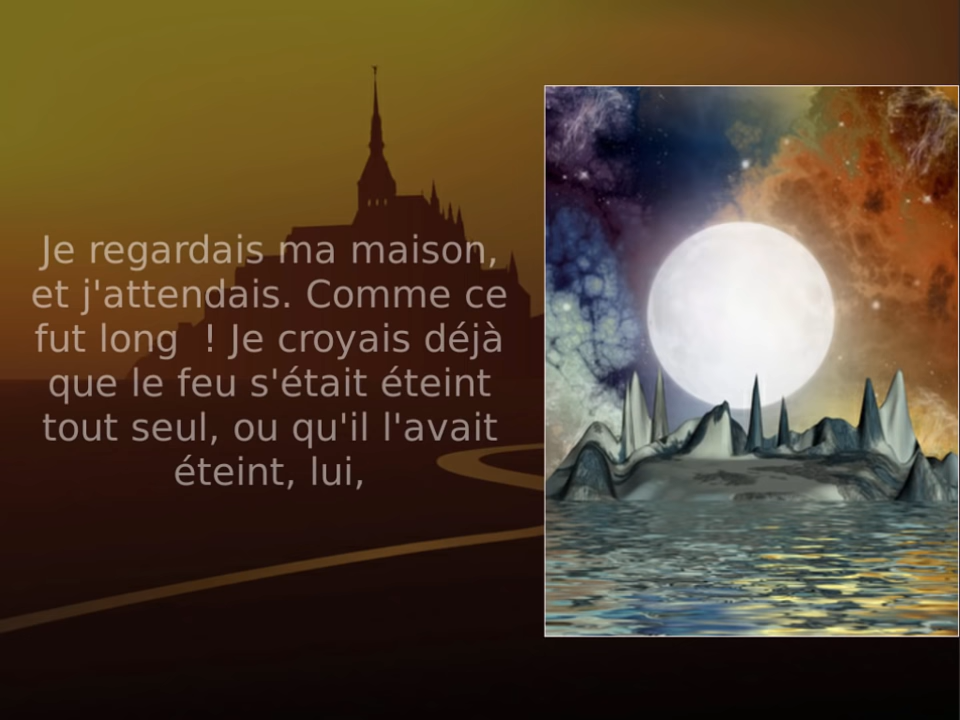 Je regardais ma maison,
et j'attendais. Comme ce
fut long  ! Je croyais déjà
que le feu s'était éteint
tout seul, ou qu'il l'avait
éteint, lui,